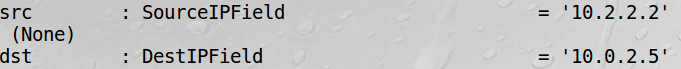 src : SourceIPField = '10.2.2.2'
(None)
dst : DestIPField = '10.0.2.5'